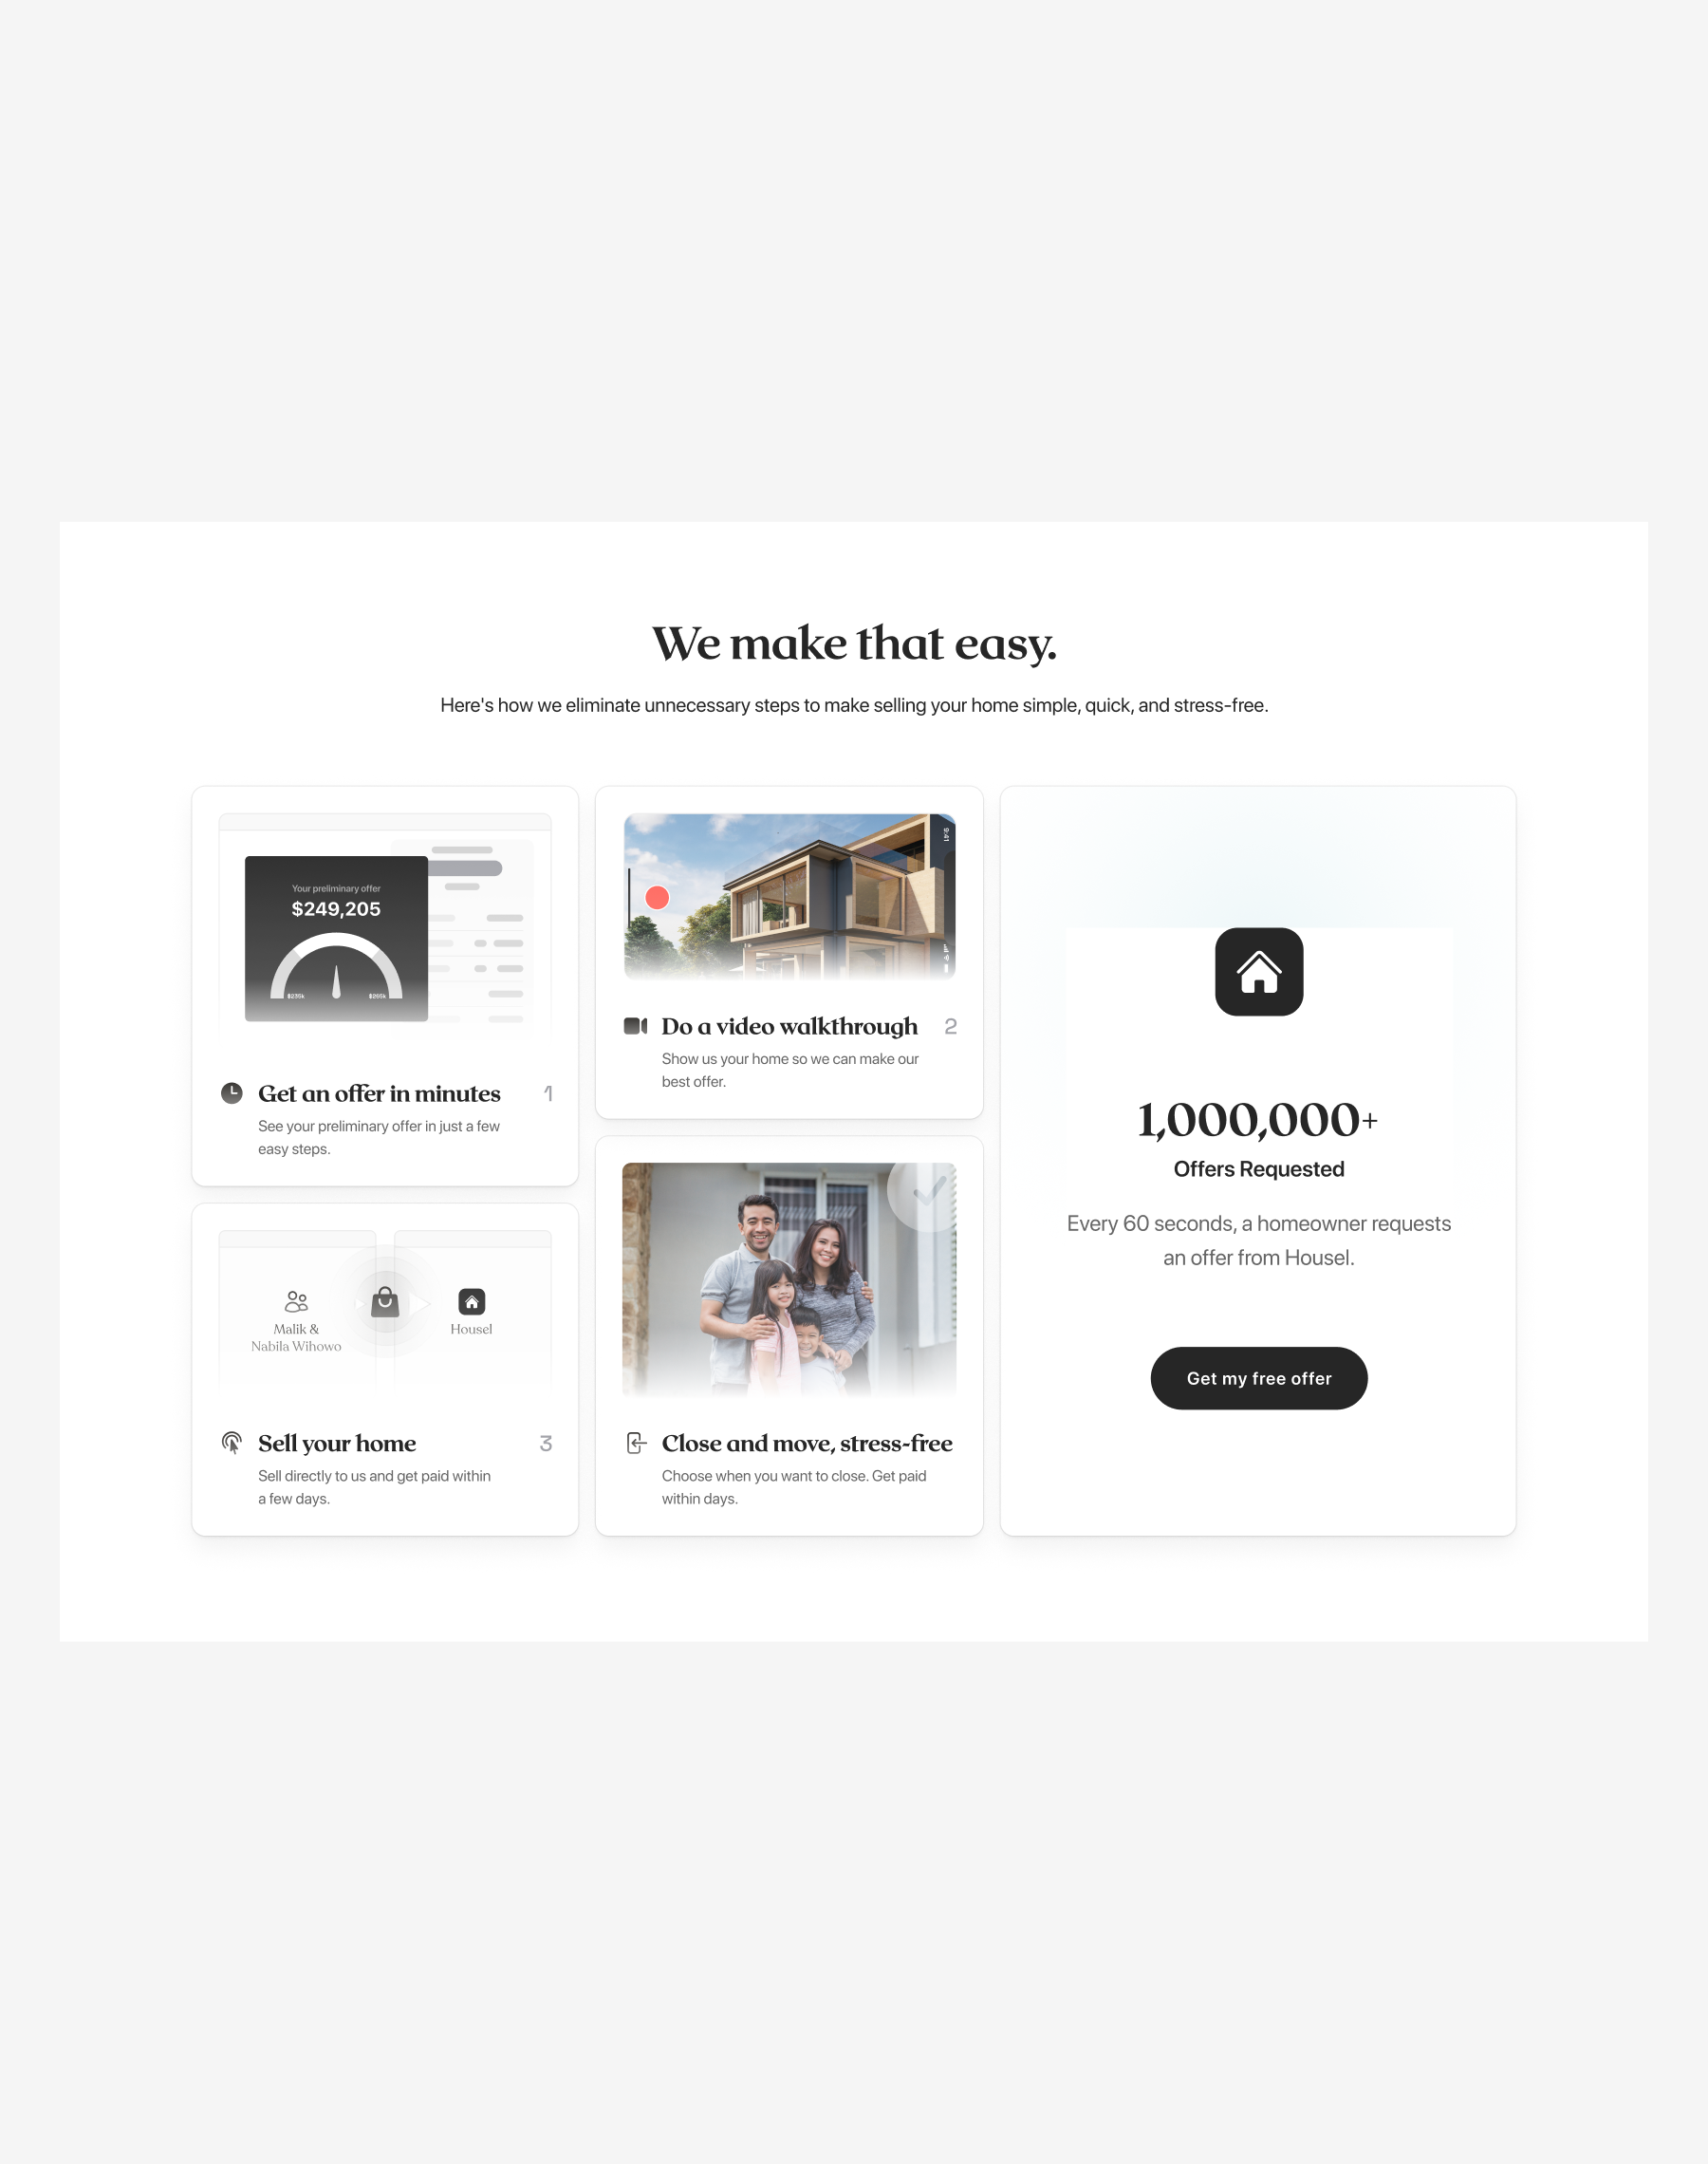 We make that easy.
Here's how we eliminate unnecessary steps to make selling your home simple, quick, and stress-free.
Your preliminary offer
$249,205
$235k
$265k
Get an offer in minutes
1
See your preliminary offer in just a few
easy steps.
9:41
Do a video walkthrough
2
Show us your home so we can make our
best offer.
Malik &
Nabila Wihowo
Housel
Sell your home
3
Sell directly to us and get paid within
a few days.
Close and move, stress-free
Choose when you want to close. Get paid
within days.
1,000,000+
Offers Requested
Every 60 seconds, a homeowner requests
an offer from Housel.
Get my free offer